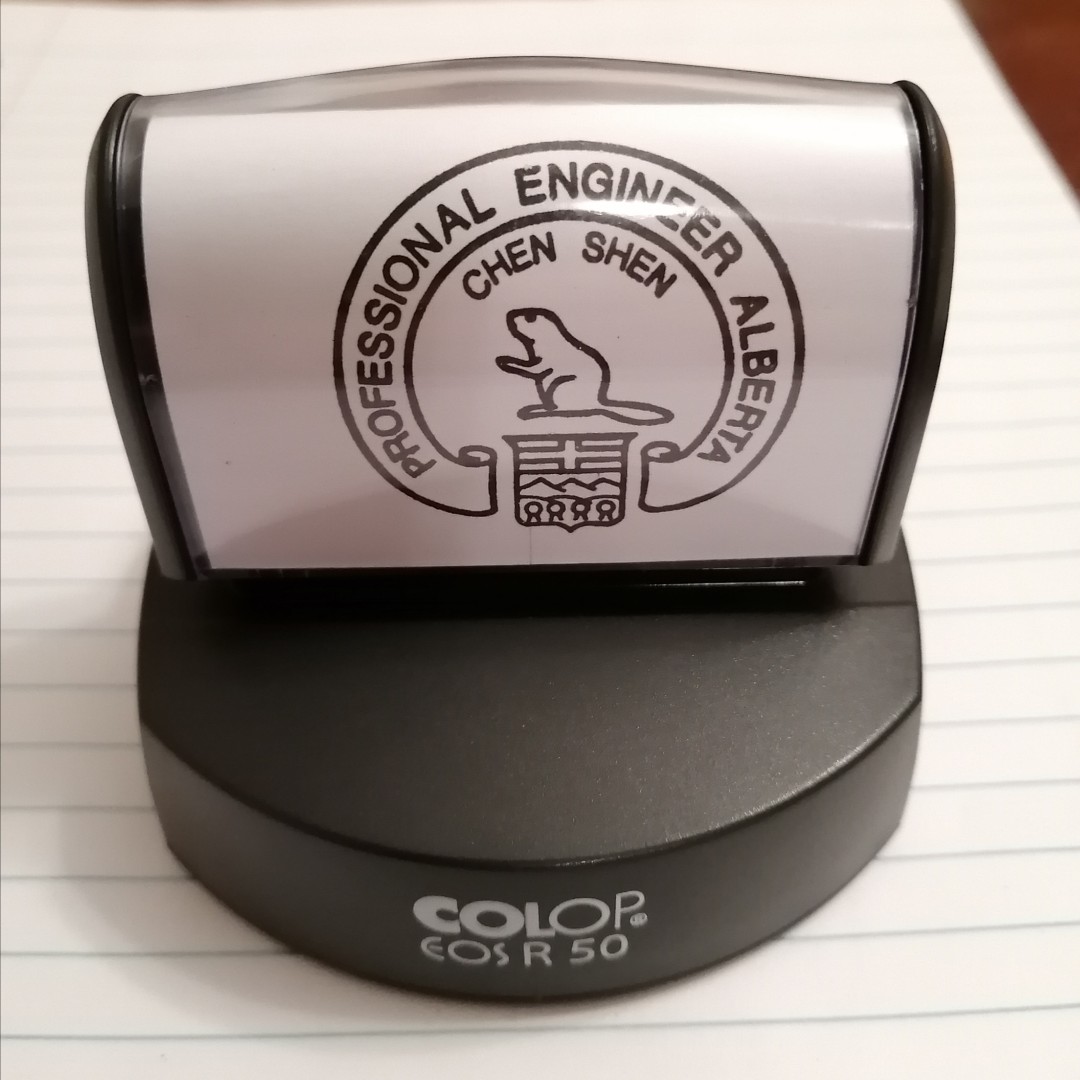 PROFESSIONAL ENGINEER ALBERTA
CHEN SHEN
COLOP®
EOS R 50